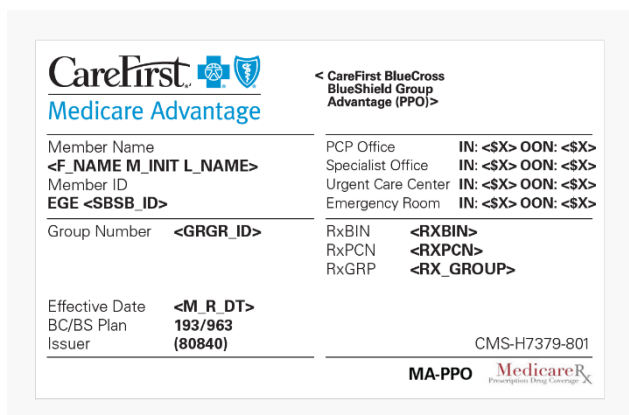 CareFirst
Medicare Advantage
< CareFirst BlueCross
BlueShield Group
Advantage (PPO)>
Member Name
<F_NAME M_INIT L_NAME>
Member ID
EGE <SBSB_ID>
PCP Office IN: <$X> OON: <$X>
Specialist Office IN: <$X> OON: <$X>
Urgent Care Center IN: <$X> OON: <$X>
Emergency Room IN: <$X> OON: <$X>
Group Number <GRGR_ID>
RxBIN <RXBIN>
RxPCN <RXPCN>
RxGRP <RX_GROUP>
Effective Date <M_R_DT>
BC/BS Plan 193/963
Issuer (80840)
CMS-H7379-801
MA-PPO
MedicareRx
Prescription Drug Coverage